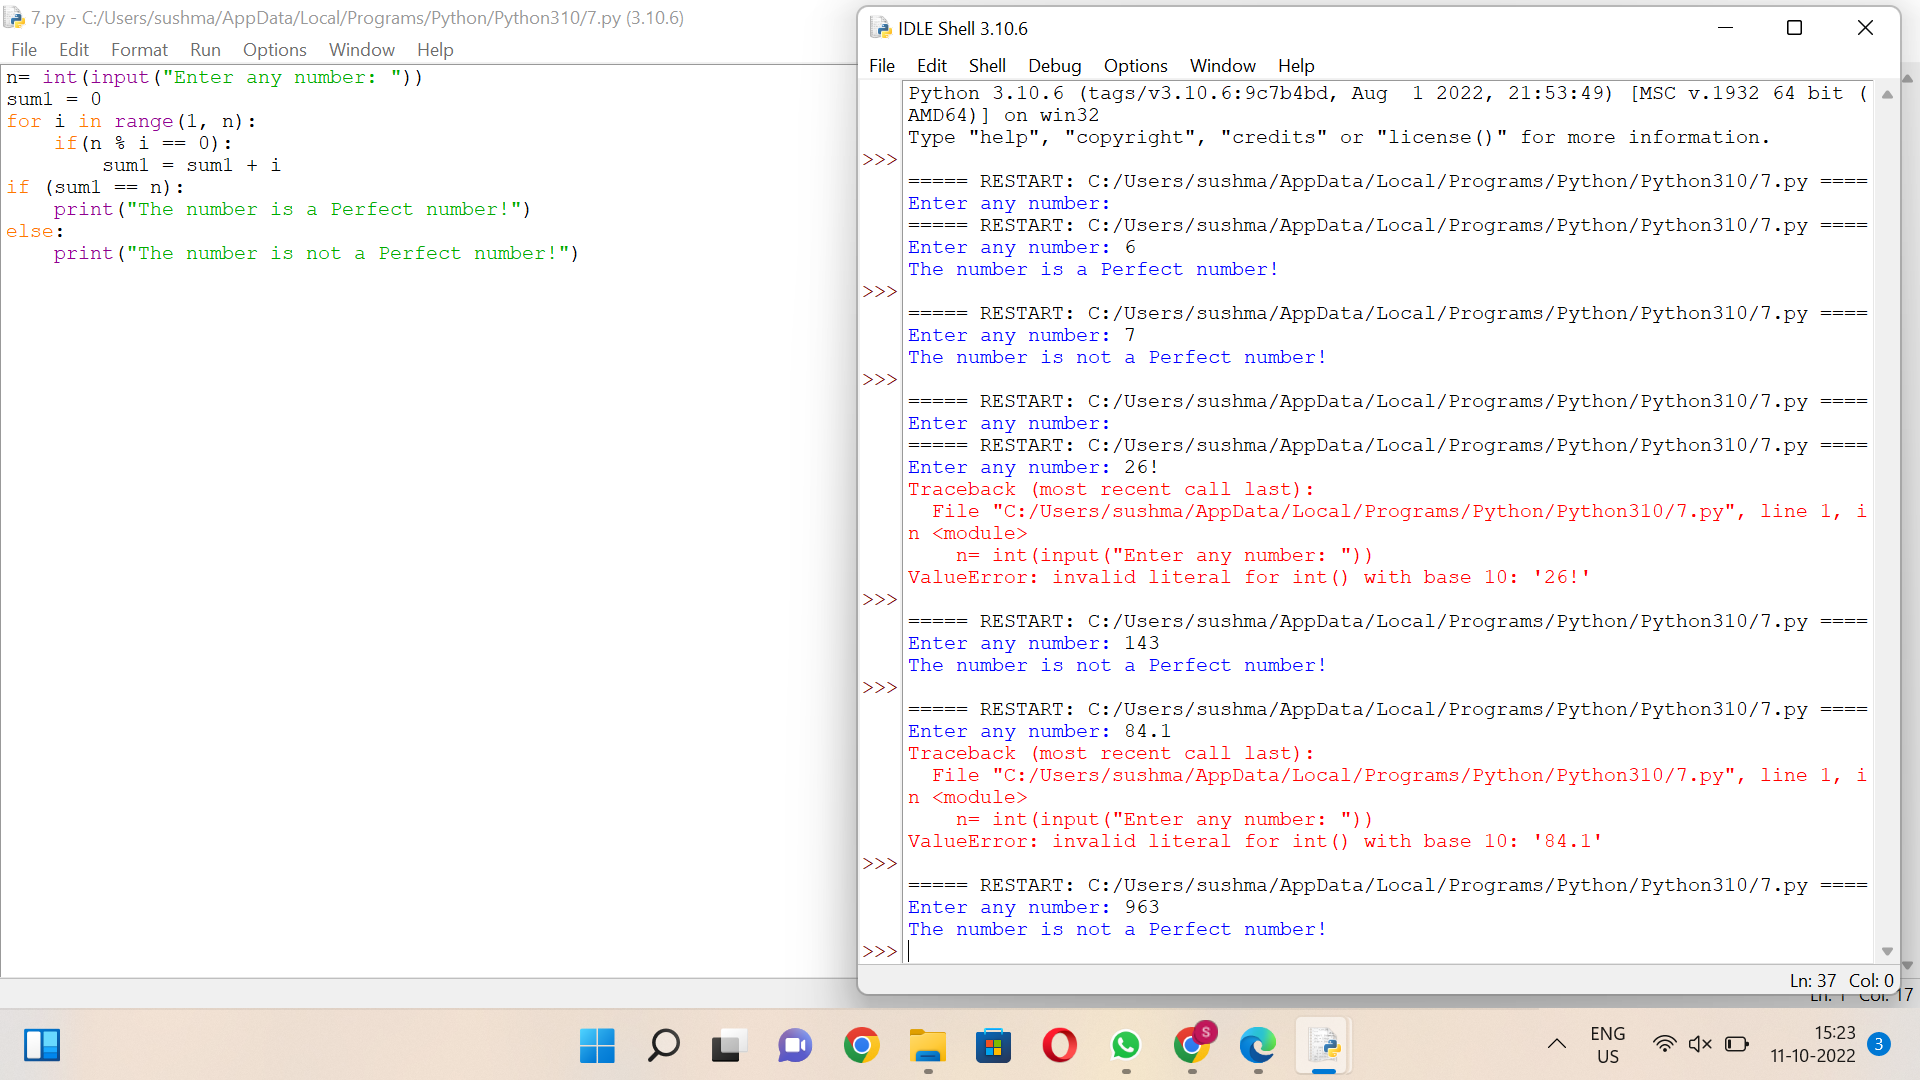 7.py - C:/Users/sushma/AppData/Local/Programs/Python/Python310/7.py (3.10.6)
File Edit Format Run Options Window Help
n= int(input("Enter any number: "))
sum1 = 0
for i in range(1, n):
    if(n % i == 0):
        sum1 = sum1 + i
if (sum1 == n):
    print("The number is a Perfect number!")
else:
    print("The number is not a Perfect number!")
IDLE Shell 3.10.6
File Edit Shell Debug Options Window Help
Python 3.10.6 (tags/v3.10.6:9c7b4bd, Aug  1 2022, 21:53:49) [MSC v.1932 64 bit (
AMD64)] on win32
Type "help", "copyright", "credits" or "license()" for more information.
>>>
===== RESTART: C:/Users/sushma/AppData/Local/Programs/Python/Python310/7.py ====
Enter any number:
===== RESTART: C:/Users/sushma/AppData/Local/Programs/Python/Python310/7.py ====
Enter any number: 6
The number is a Perfect number!
>>>
===== RESTART: C:/Users/sushma/AppData/Local/Programs/Python/Python310/7.py ====
Enter any number: 7
The number is not a Perfect number!
>>>
===== RESTART: C:/Users/sushma/AppData/Local/Programs/Python/Python310/7.py ====
Enter any number:
===== RESTART: C:/Users/sushma/AppData/Local/Programs/Python/Python310/7.py ====
Enter any number: 26!
Traceback (most recent call last):
  File "C:/Users/sushma/AppData/Local/Programs/Python/Python310/7.py", line 1, i
n <module>
    n= int(input("Enter any number: "))
ValueError: invalid literal for int() with base 10: '26!'
>>>
===== RESTART: C:/Users/sushma/AppData/Local/Programs/Python/Python310/7.py ====
Enter any number: 143
The number is not a Perfect number!
>>>
===== RESTART: C:/Users/sushma/AppData/Local/Programs/Python/Python310/7.py ====
Enter any number: 84.1
Traceback (most recent call last):
  File "C:/Users/sushma/AppData/Local/Programs/Python/Python310/7.py", line 1, i
n <module>
    n= int(input("Enter any number: "))
ValueError: invalid literal for int() with base 10: '84.1'
>>>
===== RESTART: C:/Users/sushma/AppData/Local/Programs/Python/Python310/7.py ====
Enter any number: 963
The number is not a Perfect number!
>>>
Ln: 37 Col: 0
Ln: 1 Col: 17
S
ENG
US
15:23
11-10-2022
3